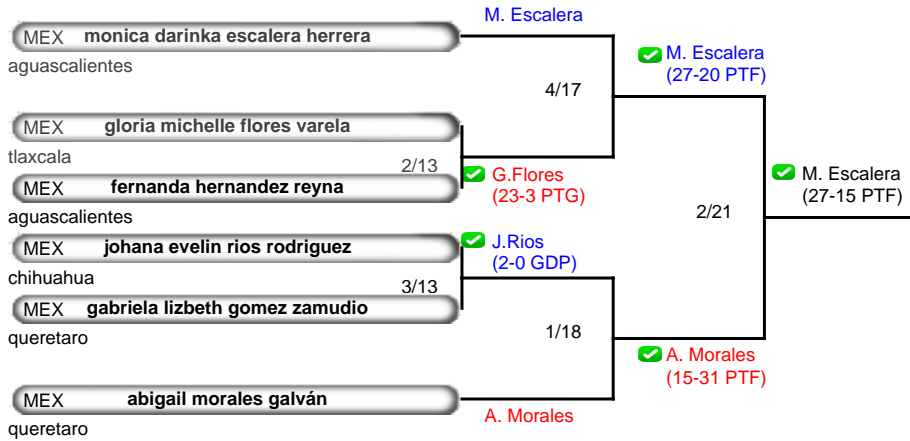 M. Escalera
MEX monica darinka escalera herrera
aguascalientes
M. Escalera
(27-20 PTF)
4/17
MEX gloria michelle flores varela
tlaxcala
2/13
G.Flores
(23-3 PTG)
MEX fernanda hernandez reyna
aguascalientes
M. Escalera
(27-15 PTF)
2/21
MEX johana evelin rios rodriguez
chihuahua
J.Rios
(2-0 GDP)
3/13
MEX gabriela lizbeth gomez zamudio
queretaro
1/18
A. Morales
(15-31 PTF)
MEX abigail morales galván
queretaro
A. Morales